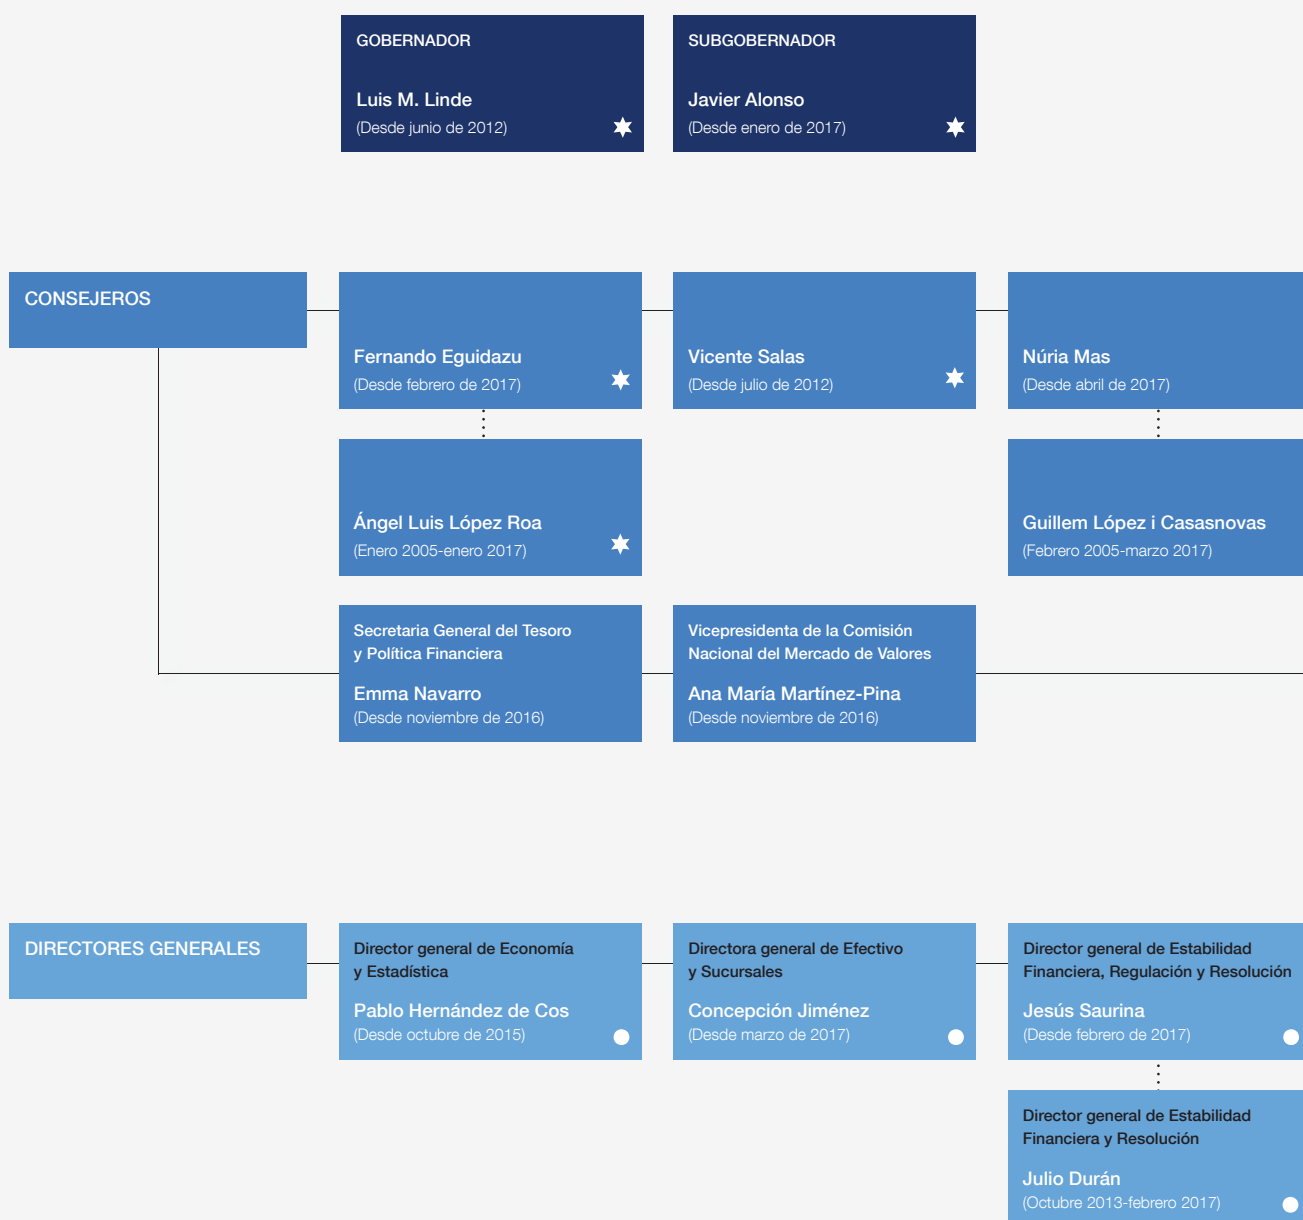 GOBERNADOR
Luis M. Linde
(Desde junio de 2012)
SUBGOBERNADOR
Javier Alonso
(Desde enero de 2017)
CONSEJEROS
Fernando Eguidazu
(Desde febrero de 2017)
Vicente Salas
(Desde julio de 2012)
Núria Mas
(Desde abril de 2017)
Ángel Luis López Roa
(Enero 2005-enero 2017)
Guillem López i Casasnovas
(Febrero 2005-marzo 2017)
Secretaria General del Tesoro
y Política Financiera
Emma Navarro
(Desde noviembre de 2016)
Vicepresidenta de la Comisión
Nacional del Mercado de Valores
Ana María Martínez-Pina
(Desde noviembre de 2016)
DIRECTORES GENERALES
Director general de Economía
y Estadística
Pablo Hernández de Cos
(Desde octubre de 2015)
Directora general de Efectivo
y Sucursales
Concepción Jiménez
(Desde marzo de 2017)
Director general de Estabilidad
Financiera, Regulación y Resolución
Jesús Saurina
(Desde febrero de 2017)
Director general de Estabilidad
Financiera y Resolución
Julio Durán
(Octubre 2013-febrero 2017)